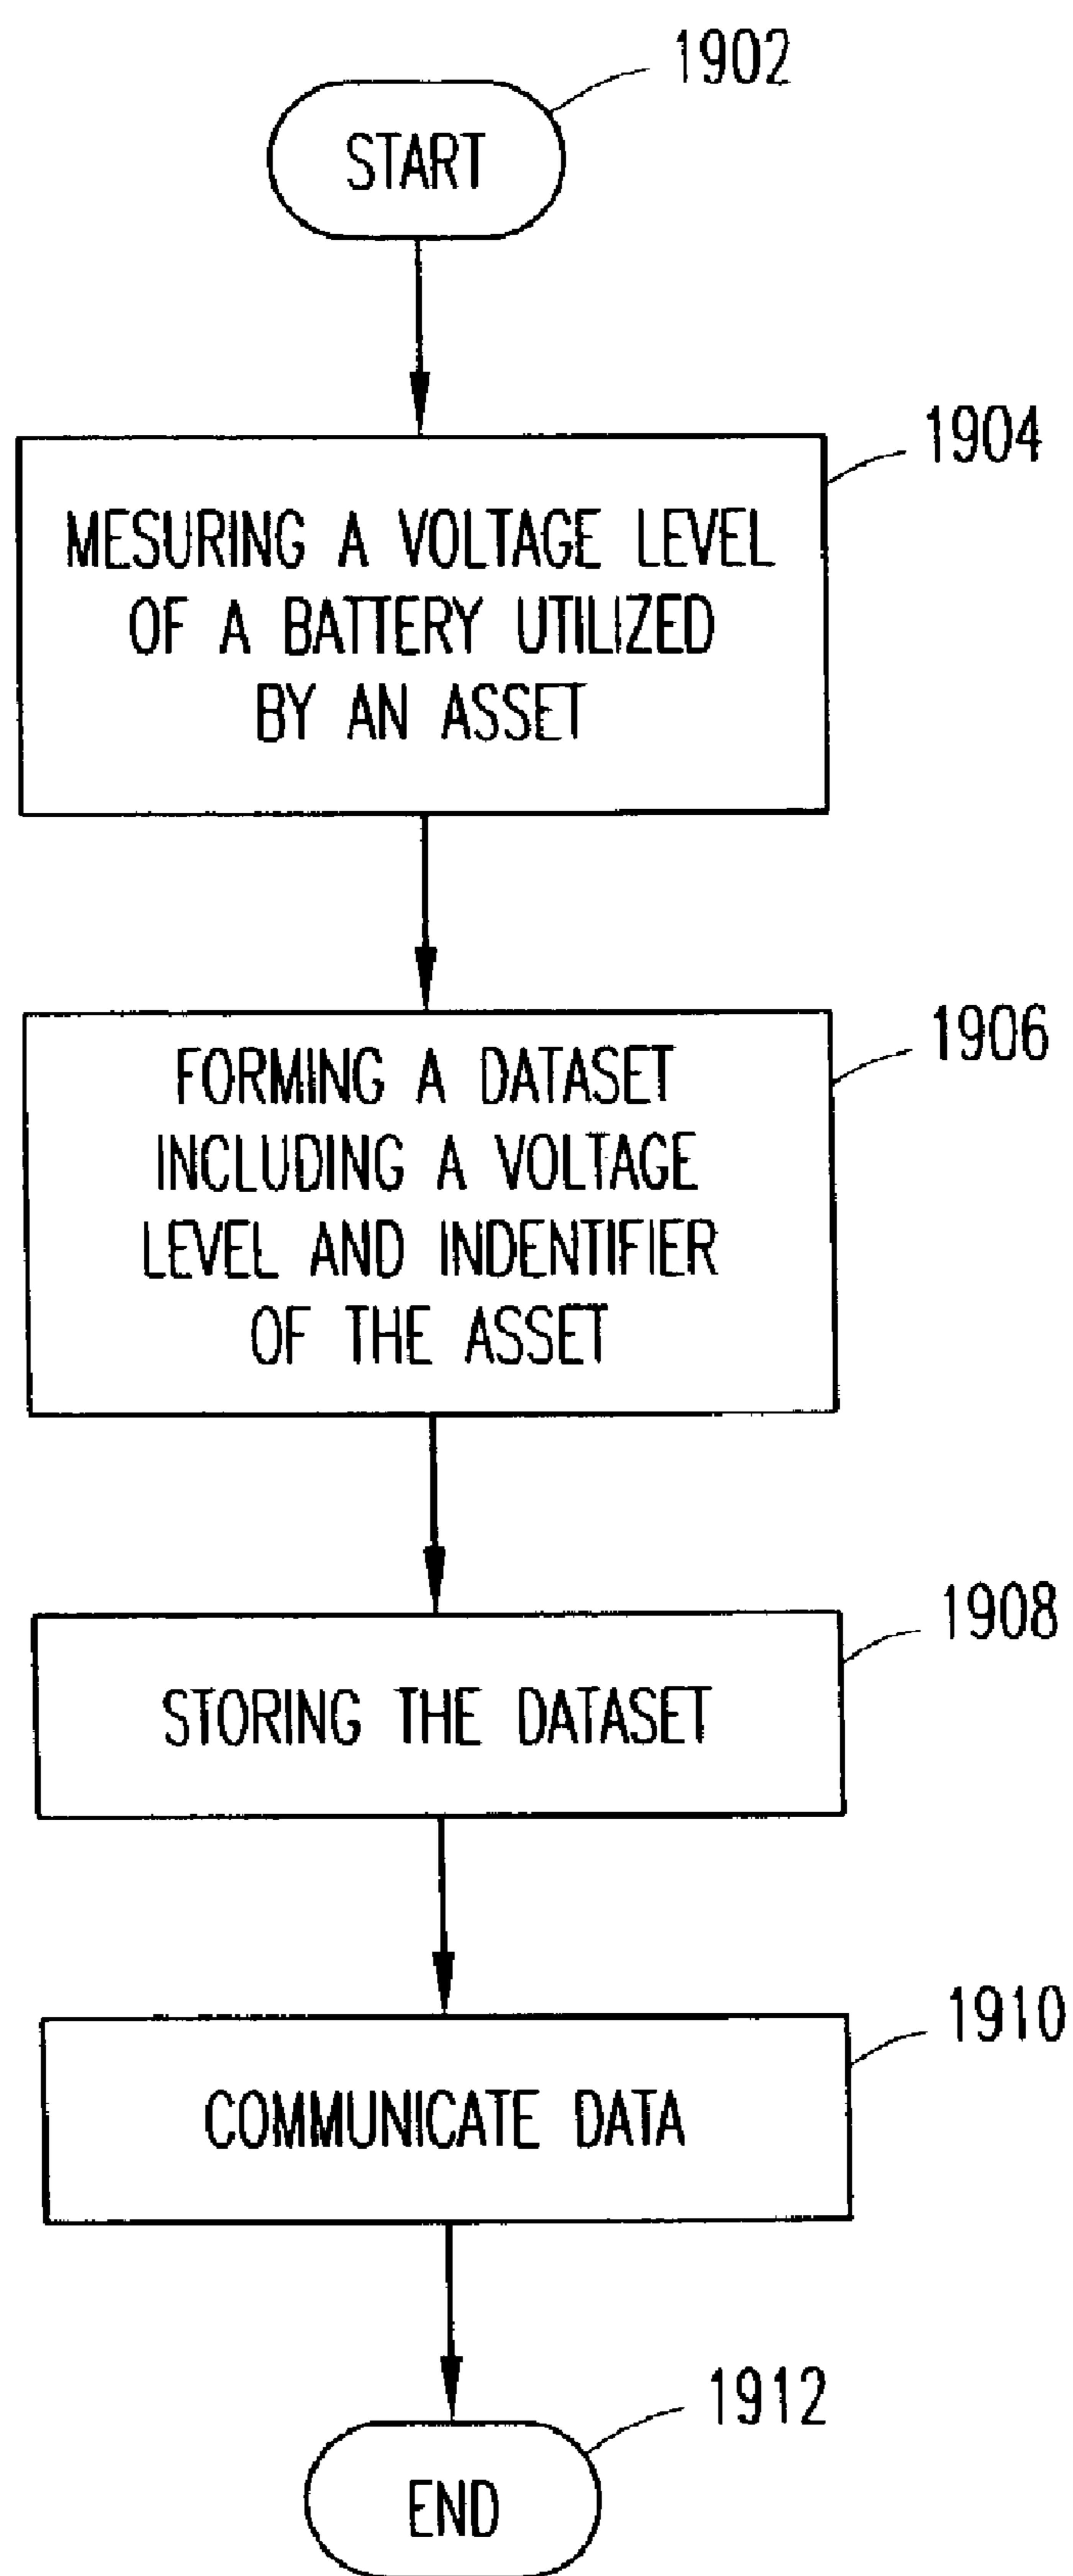 1902
START
1904
MESURING A VOLTAGE LEVEL
OF A BATTERY UTILIZED
BY AN ASSET
1906
FORMING A DATASET
INCLUDING A VOLTAGE
LEVEL AND INDENTIFIER
OF THE ASSET
1908
STORING THE DATASET
1910
COMMUNICATE DATA
1912
END